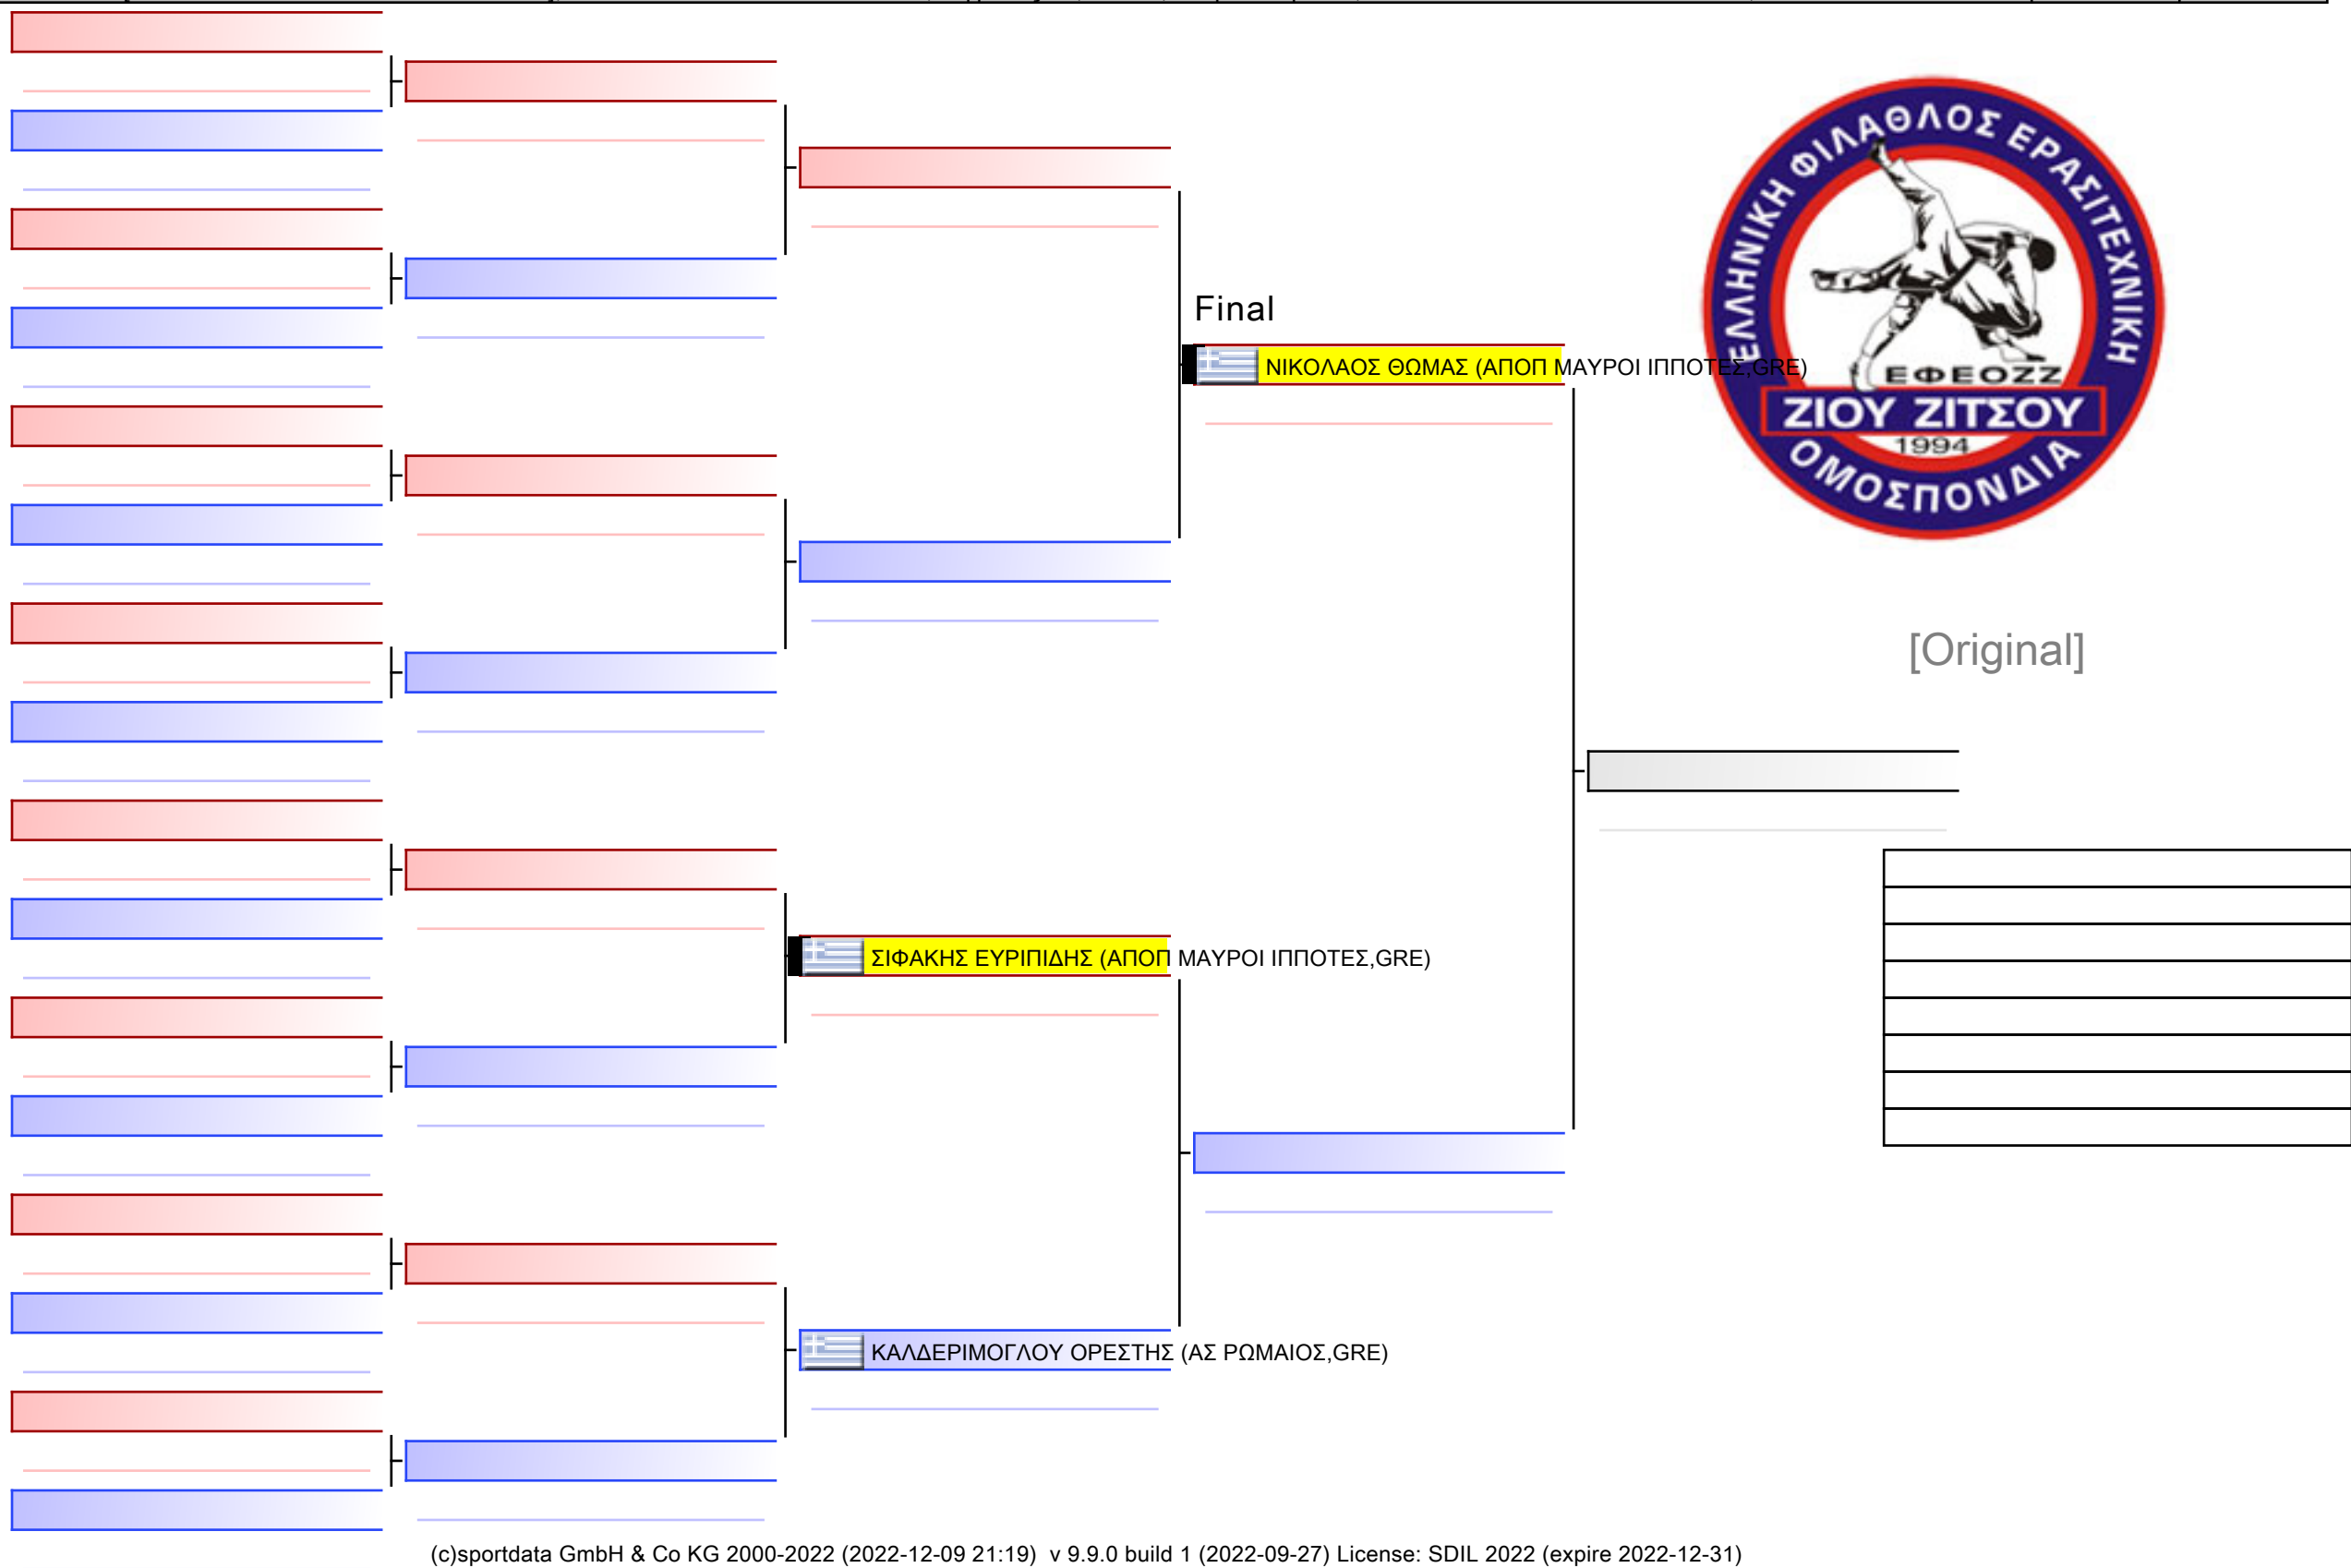 ΕΛΛΗΝΙΚΗ ΦΙΛΑΘΛΟΣ ΕΡΑΣΙΤΕΧΝΙΚΗ
Final
ΝΙΚΟΛΑΟΣ ΘΩΜΑΣ (ΑΠΟΠ ΜΑΥΡΟΙ ΙΠΠΟΤΕΣ,GRE)
ΕΦΕΟΖΖ
ΖΙΟΥ ΖΙΤΣΟΥ
1994
ΟΜΟΣΠΟΝΔΙΑ
[Original]
ΣΙΦΑΚΗΣ ΕΥΡΙΠΙΔΗΣ (ΑΠΟΠ ΜΑΥΡΟΙ ΙΠΠΟΤΕΣ,GRE)
ΚΑΛΔΕΡΙΜΟΓΛΟΥ ΟΡΕΣΤΗΣ (ΑΣ ΡΩΜΑΙΟΣ,GRE)
(c)sportdata GmbH & Co KG 2000-2022 (2022-12-09 21:19) v 9.9.0 build 1 (2022-09-27) License: SDIL 2022 (expire 2022-12-31)